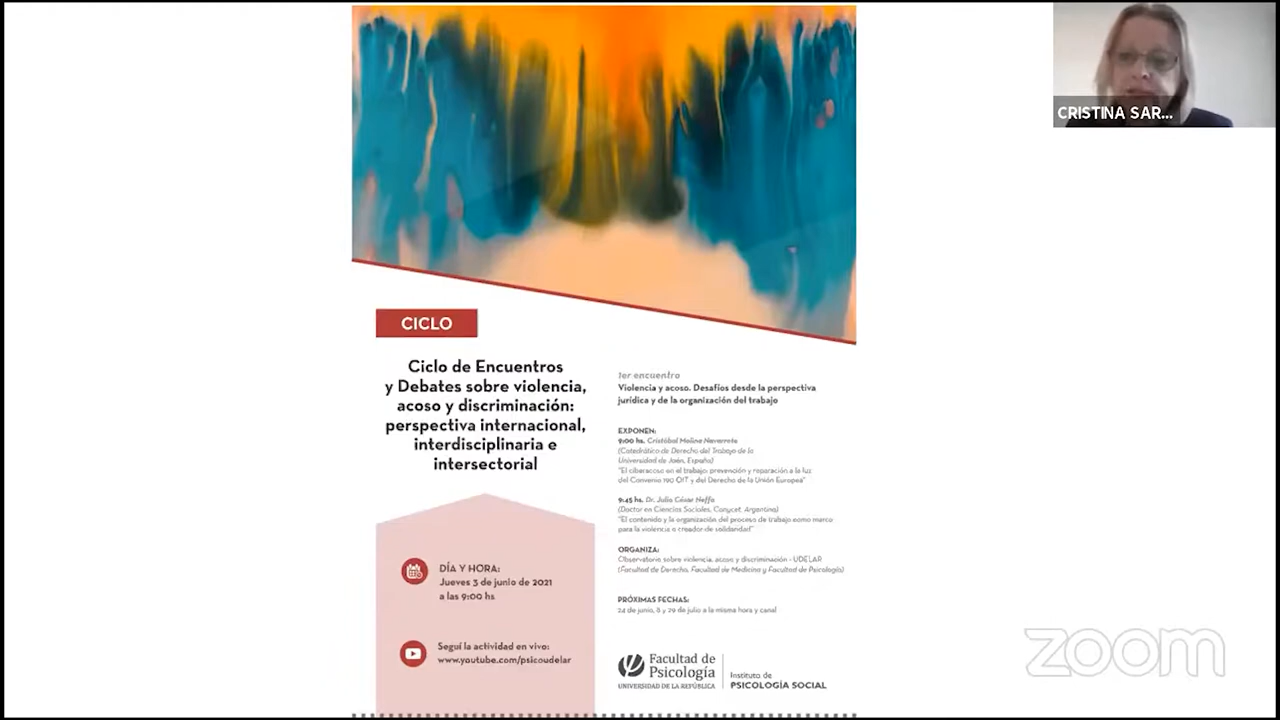 CRISTINA SAR...
CICLO
Ciclo de Encuentros
y Debates sobre violencia,
acoso y discriminación:
perspectiva internacional,
interdisciplinaria e
intersectorial
DÍA Y HORA:
Jueves 3 de junio de 2021
a las 9:00 hs
Seguí la actividad en vivo:
www.youtube.com/psicoudelar
1er encuentro
Violencia y acoso. Desafíos desde la perspectiva
jurídica y de la organización del trabajo
EXPONEN:
9:00 hs. Cristóbal Molina Navarrete
(Catedrático de Derecho del Trabajo de la
Universidad de Jaén, España)
"El ciberacoso en el trabajo: prevención y reparación a la luz
del Convenio 190 OIT y del Derecho de la Unión Europea"
9:45 hs. Dr. Julio César Neffa
(Doctor en Ciencias Sociales, Conycet, Argentina)
"El contenido y la organización del proceso de trabajo como marco
para la violencia o creador de solidaridad"
ORGANIZA:
Observatorio sobre violencia, acoso y discriminación - UDELAR
(Facultad de Derecho, Facultad de Medicina y Facultad de Psicología)
PRÓXIMAS FECHAS:
24 de junio, 8 y 29 de julio a la misma hora y canal
Facultad de
Psicología
UNIVERSIDAD DE LA REPÚBLICA
Instituto de
PSICOLOGÍA SOCIAL
zoom